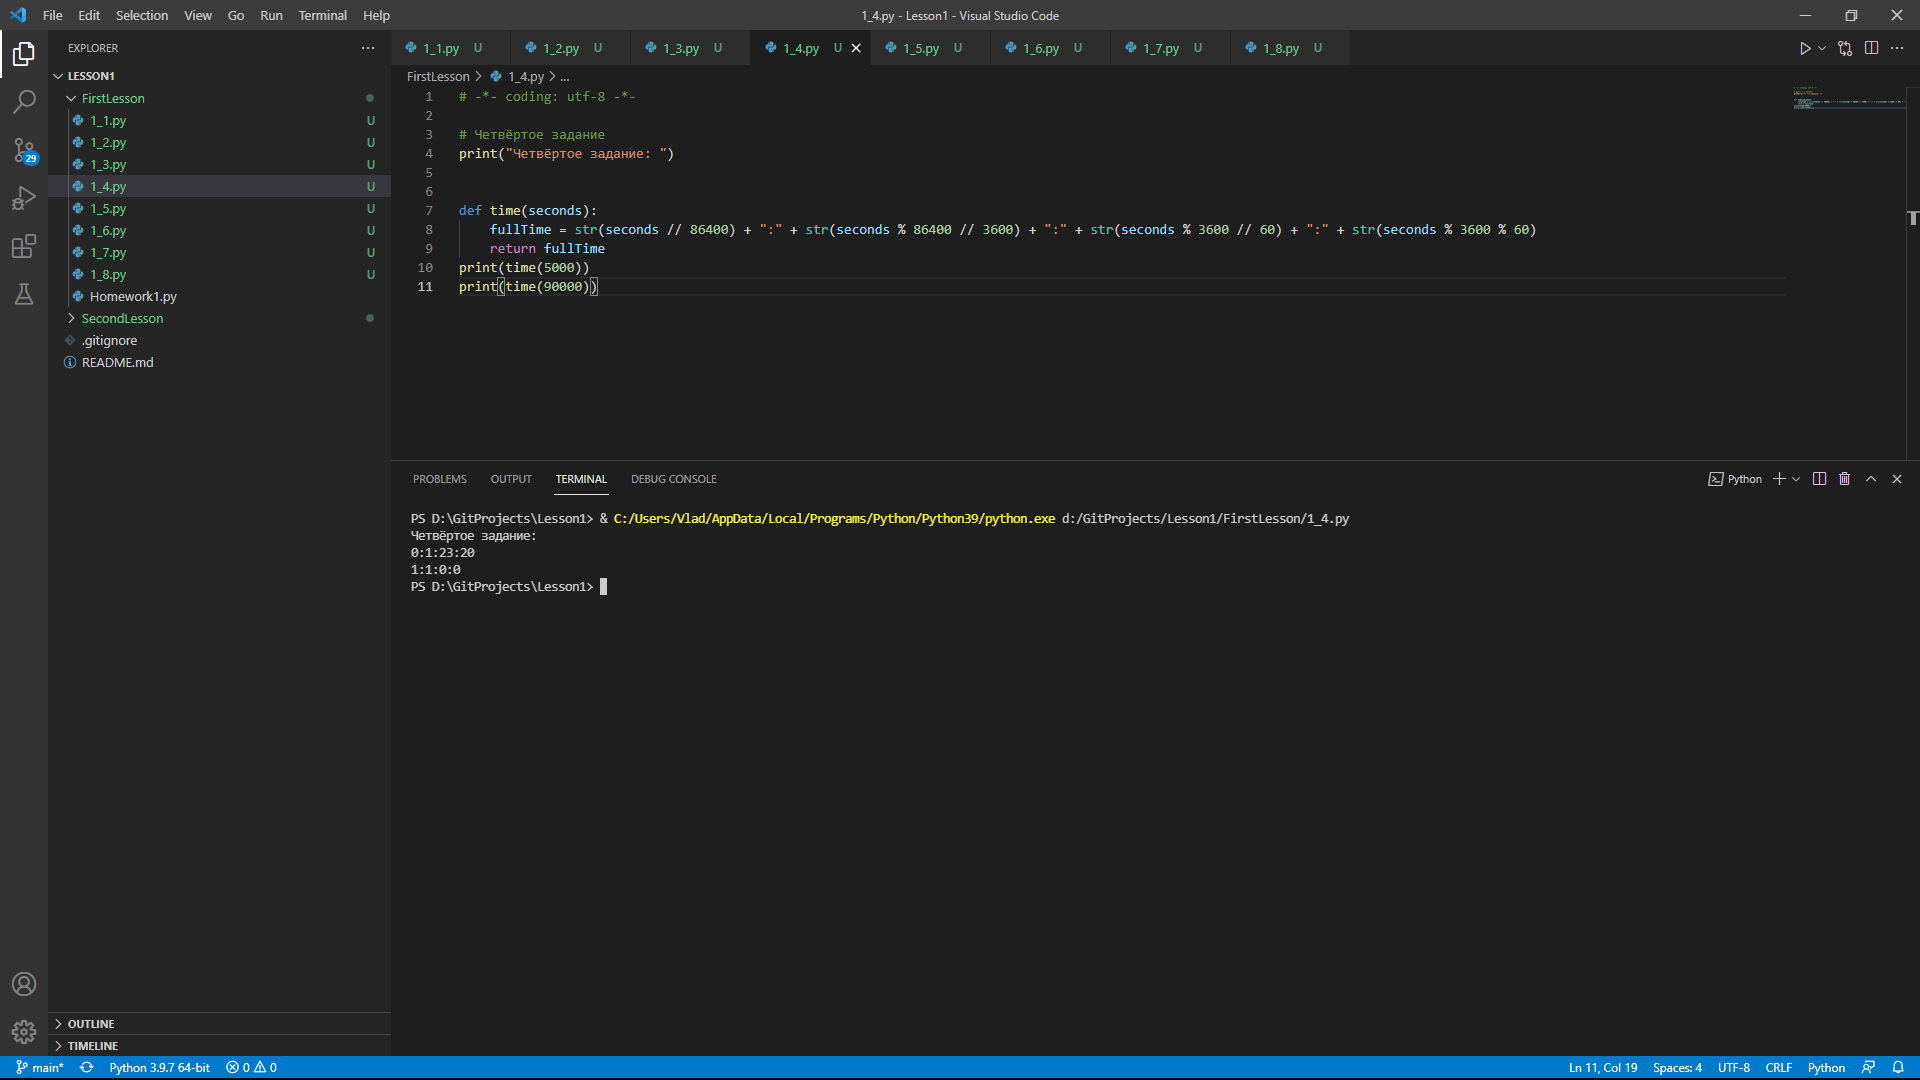 File Edit Selection View Go Run Terminal Help
1_4.py - Lesson1 - Visual Studio Code
EXPLORER
LESSON1
FirstLesson
1_1.py U
1_2.py U
1_3.py U
1_4.py U
1_5.py U
1_6.py U
1_7.py U
1_8.py U
Homework1.py
SecondLesson
.gitignore
README.md
29
OUTLINE
TIMELINE
1_1.py U 1_2.py U 1_3.py U 1_4.py U 1_5.py U 1_6.py U 1_7.py U 1_8.py U
FirstLesson > 1_4.py > ...
1 # -*- coding: utf-8 -*-
2
3 # Четвёртое задание
4 print("Четвёртое задание: ")
5
6
7 def time(seconds):
8 fullTime = str(seconds // 86400) + ":" + str(seconds % 86400 // 3600) + ":" + str(seconds % 3600 // 60) + ":" + str(seconds % 3600 % 60)
9 return fullTime
10 print(time(5000))
11 print(time(90000))
PROBLEMS OUTPUT TERMINAL DEBUG CONSOLE
Python
PS D:\GitProjects\Lesson1> & C:/Users/Vlad/AppData/Local/Programs/Python/Python39/python.exe d:/GitProjects/Lesson1/FirstLesson/1_4.py
Четвёртое задание:
0:1:23:20
1:1:0:0
PS D:\GitProjects\Lesson1>
main* Python 3.9.7 64-bit 0 0
Ln 11, Col 19 Spaces: 4 UTF-8 CRLF Python